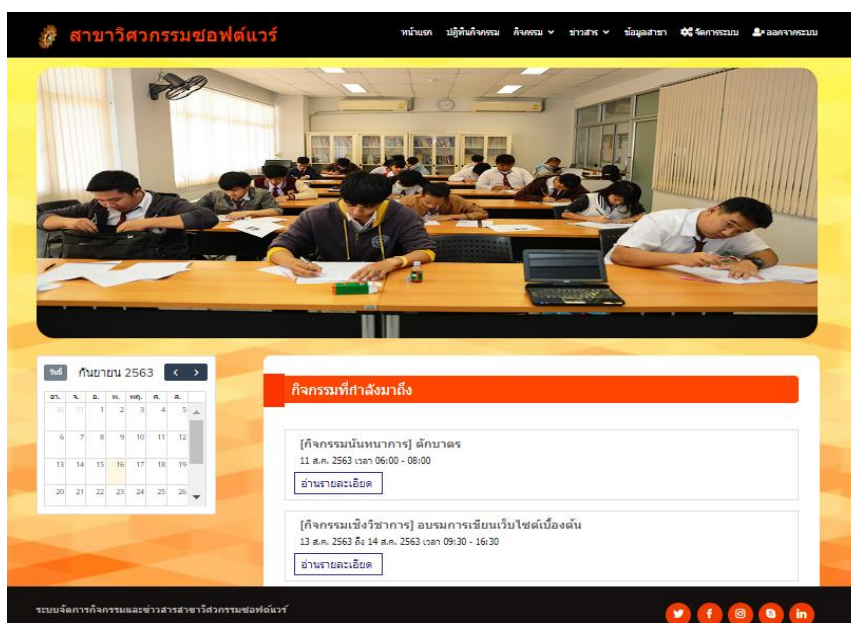 สาขาวิศวกรรมซอฟต์แวร์
หน้าแรก ปฏิทินกิจกรรม กิจกรรม ข่าวสาร ข้อมูลสาขา จัดการระบบ ออกจากระบบ
วันนี้ กันยายน 2563 < >
อา. จ. อ. พ. พฤ. ศ. ส.
30 31 1 2 3 4 5
6 7 8 9 10 11 12
13 14 15 16 17 18 19
20 21 22 23 24 25 26
กิจกรรมที่กำลังมาถึง
[กิจกรรมนันทนาการ] ตักบาตร
11 ส.ค. 2563 เวลา 06:00 - 08:00
อ่านรายละเอียด
[กิจกรรมเชิงวิชาการ] อบรมการเขียนเว็บไซต์เบื้องต้น
13 ส.ค. 2563 ถึง 14 ส.ค. 2563 เวลา 09:30 - 16:30
อ่านรายละเอียด
ระบบจัดการกิจกรรมและข่าวสารสาขาวิศวกรรมซอฟต์แวร์